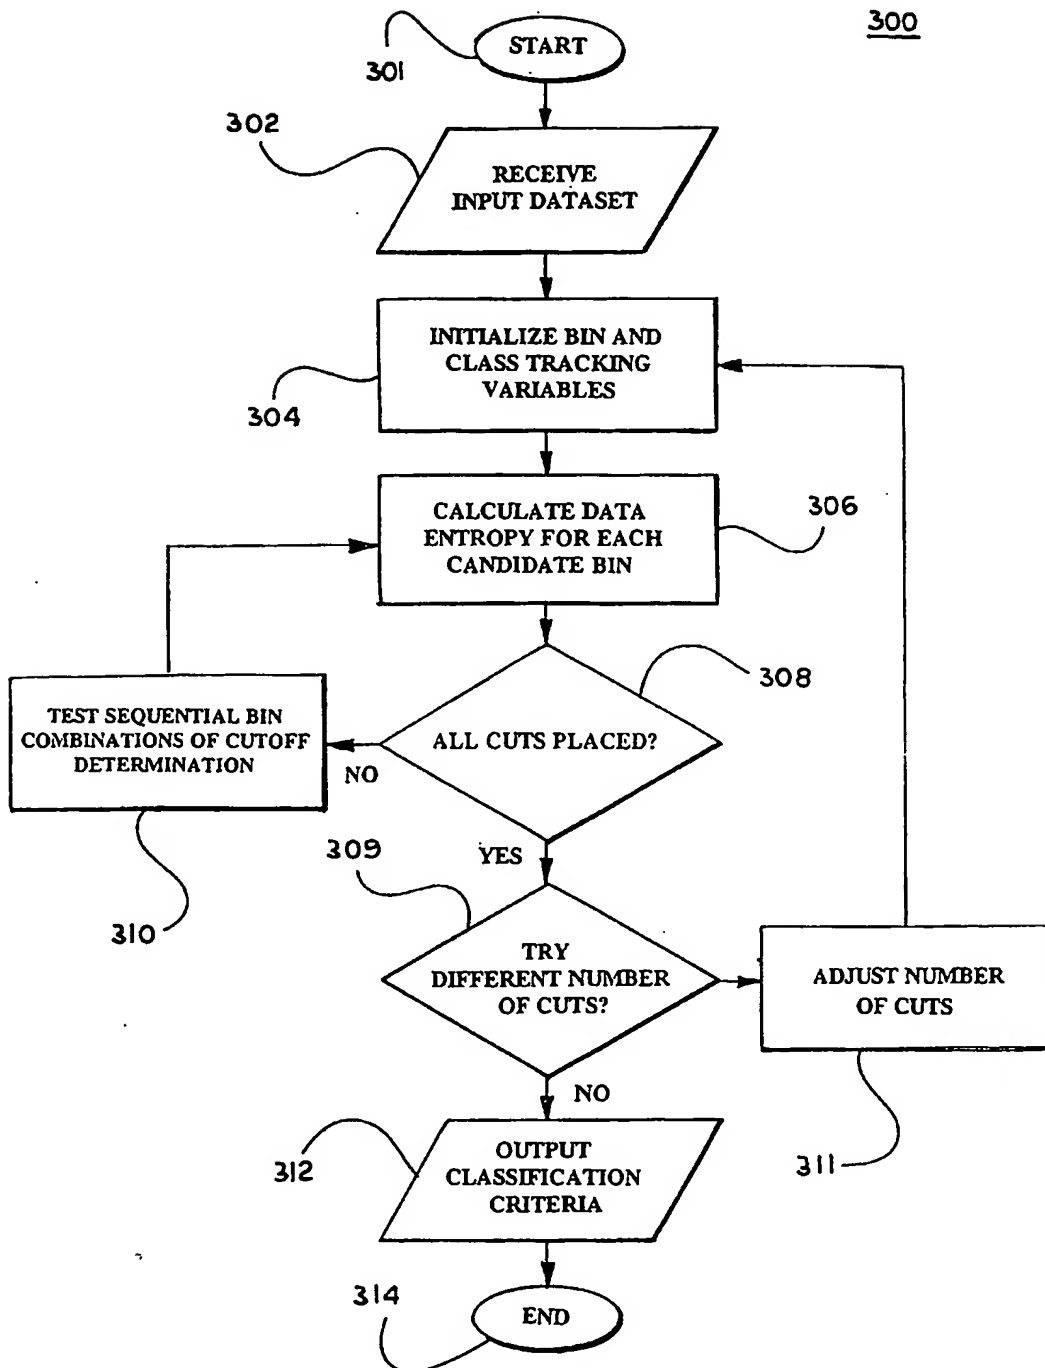 300
START
301
302
RECEIVE
INPUT DATASET
INITIALIZE BIN AND
CLASS TRACKING
VARIABLES
304
CALCULATE DATA
ENTROPY FOR EACH
CANDIDATE BIN
306
308
TEST SEQUENTIAL BIN
COMBINATIONS OF CUTOFF
DETERMINATION
ALL CUTS PLACED?
NO
310
YES
309
TRY
DIFFERENT NUMBER
OF CUTS?
ADJUST NUMBER
OF CUTS
NO
311
312
OUTPUT
CLASSIFICATION
CRITERIA
314
END